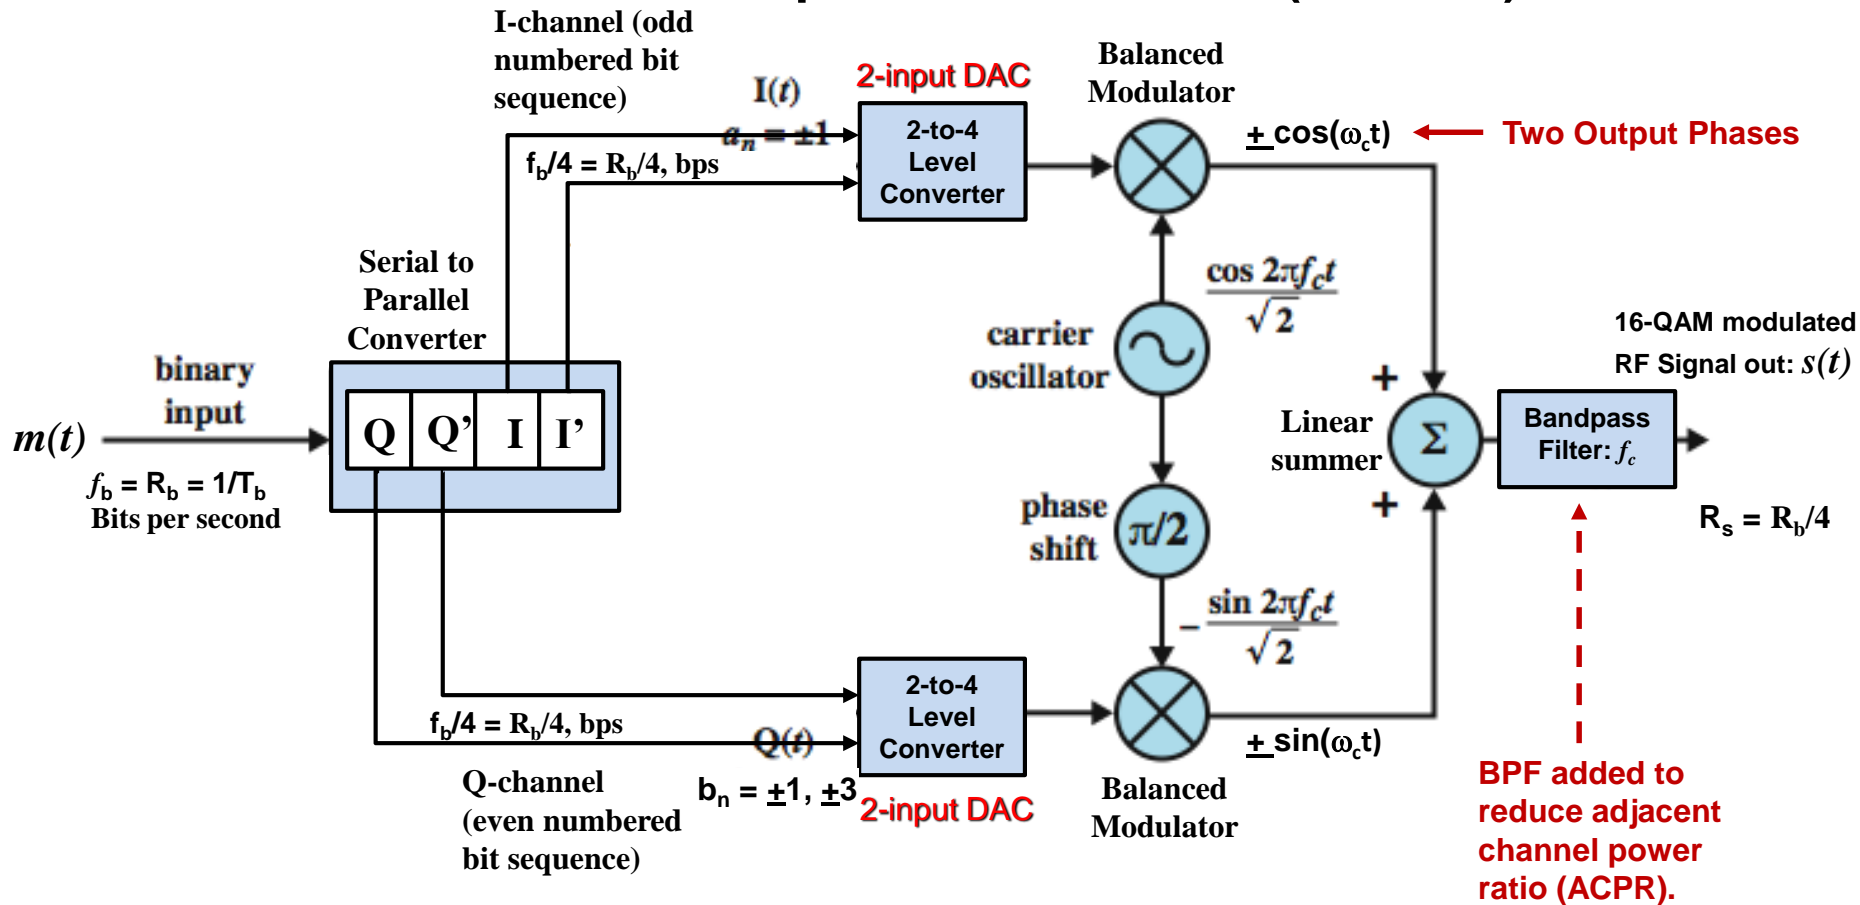 I-channel (odd
numbered bit
sequence)
I(t)
aₙ = ±1
2-input DAC
2-to-4
Level
Converter
Balanced
Modulator
± cos(ω꜀t)
Two Output Phases
f_b/4 = R_b/4, bps
Serial to
Parallel
Converter
cos 2πf_ct
√2
carrier
oscillator
16-QAM modulated
RF Signal out: s(t)
binary
input
m(t)
f_b = R_b = 1/T_b
Bits per second
Q Q' I I'
+
Linear
summer
Σ
+
Bandpass
Filter: f_c
R_s = R_b/4
phase
shift
π/2
– sin 2πf_ct
√2
f_b/4 = R_b/4, bps
Q(t)
b_n = ±1, ±3
2-to-4
Level
Converter
2-input DAC
± sin(ω_ct)
Balanced
Modulator
Q-channel
(even numbered
bit sequence)
BPF added to
reduce adjacent
channel power
ratio (ACPR).